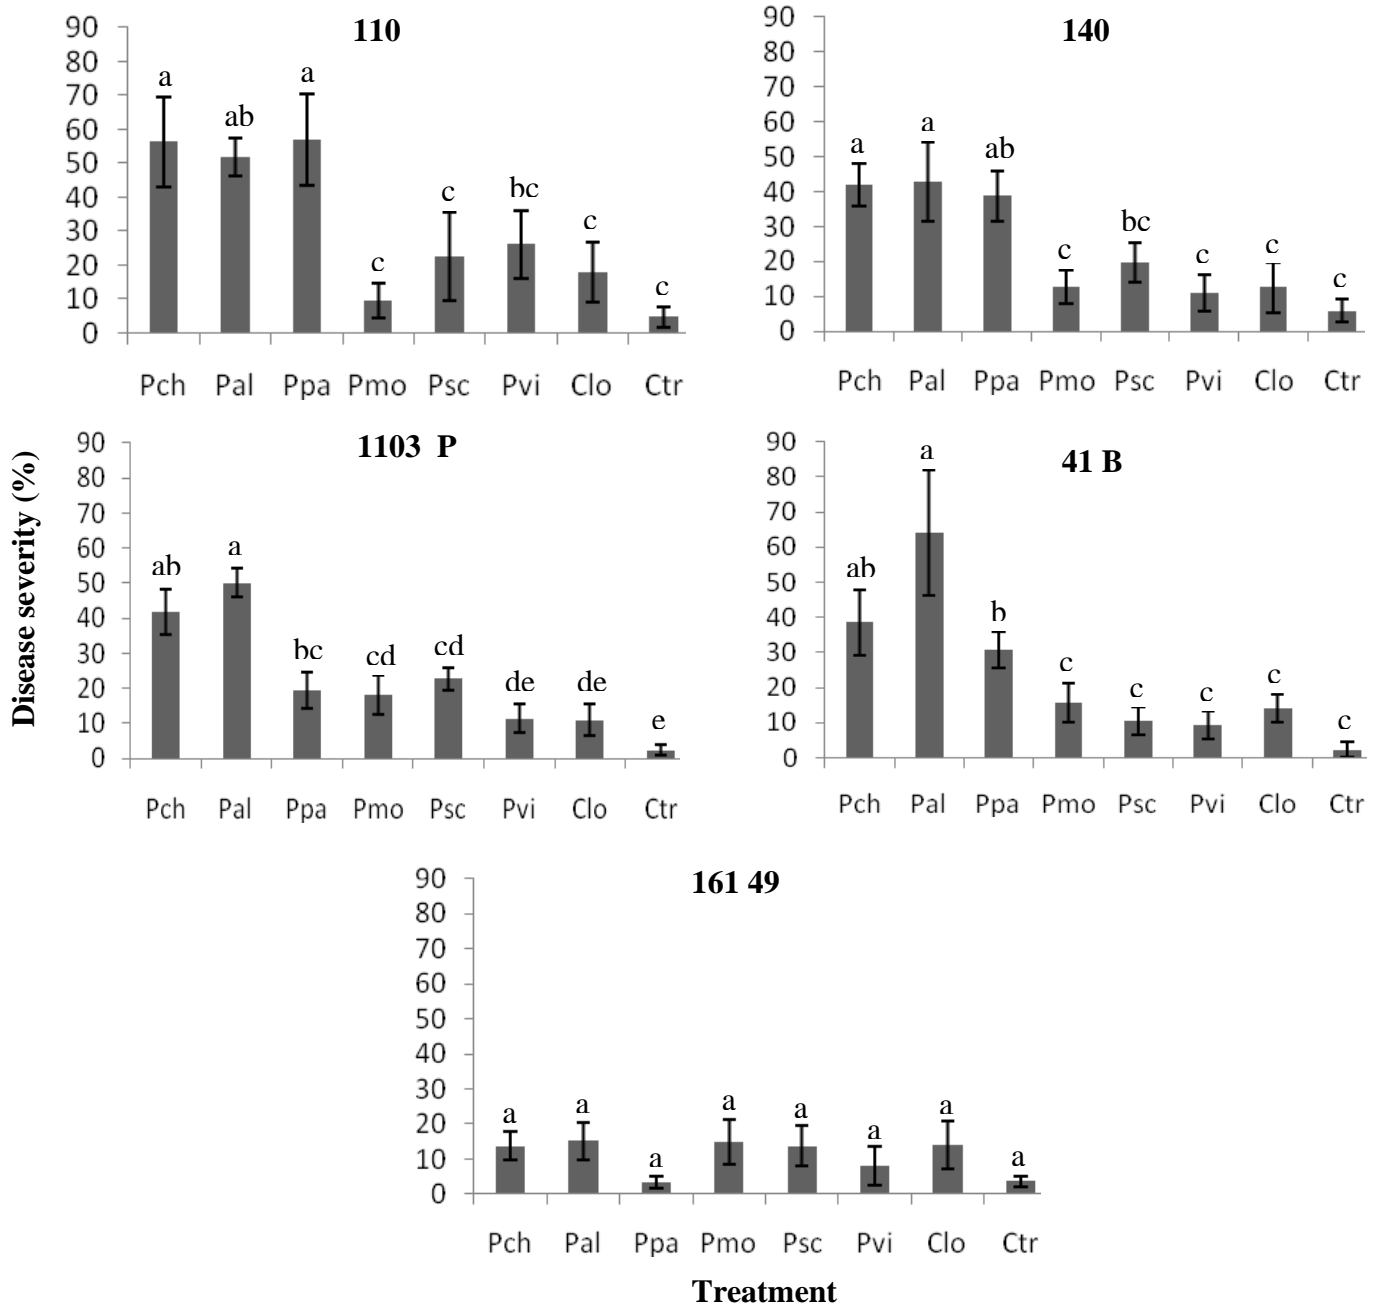 110
90
80
70
60
50
40
30
20
10
0
a
ab
a
c
c
bc
c
c
Pch Pal Ppa Pmo Psc Pvi Clo Ctr
140
90
80
70
60
50
40
30
20
10
0
a
a
ab
c
bc
c
c
c
Pch Pal Ppa Pmo Psc Pvi Clo Ctr
Disease severity (%)
1103 P
90
80
70
60
50
40
30
20
10
0
ab
a
bc
cd
cd
de
de
e
Pch Pal Ppa Pmo Psc Pvi Clo Ctr
41 B
90
80
70
60
50
40
30
20
10
0
ab
a
b
c
c
c
c
c
Pch Pal Ppa Pmo Psc Pvi Clo Ctr
161 49
90
80
70
60
50
40
30
20
10
0
a
a
a
a
a
a
a
a
Pch Pal Ppa Pmo Psc Pvi Clo Ctr
Treatment